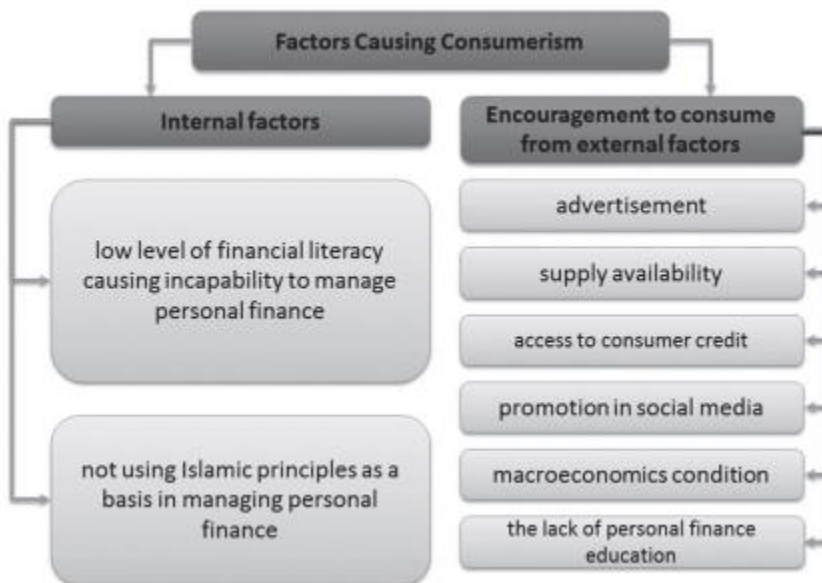 Factors Causing Consumerism
Internal factors
low level of financial literacy
causing incapability to manage
personal finance
not using Islamic principles as a
basis in managing personal
finance
Encouragement to consume
from external factors
advertisement
supply availability
access to consumer credit
promotion in social media
macroeconomics condition
the lack of personal finance
education